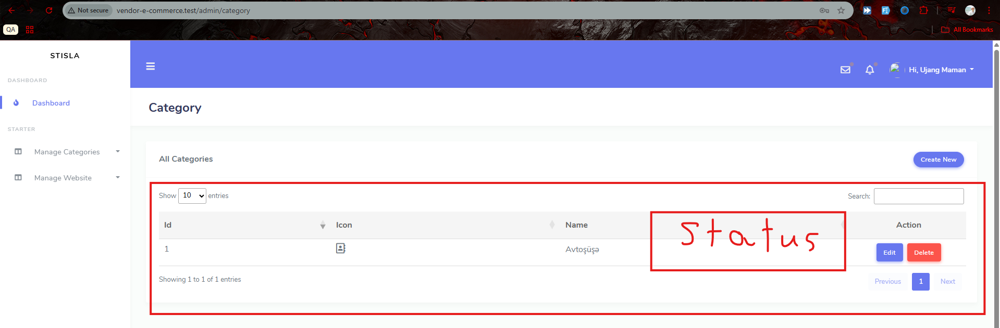 Not secure
vendor-e-commerce.test/admin/category
QA
All Bookmarks
STISLA
Hi, Ujang Maman
DASHBOARD
Dashboard
STARTER
Manage Categories
Manage Website
Category
All Categories
Create New
Show 10 entries
Search:
Id Icon Name Status Action
1 Avtoşüşə Edit Delete
Showing 1 to 1 of 1 entries
Previous 1 Next